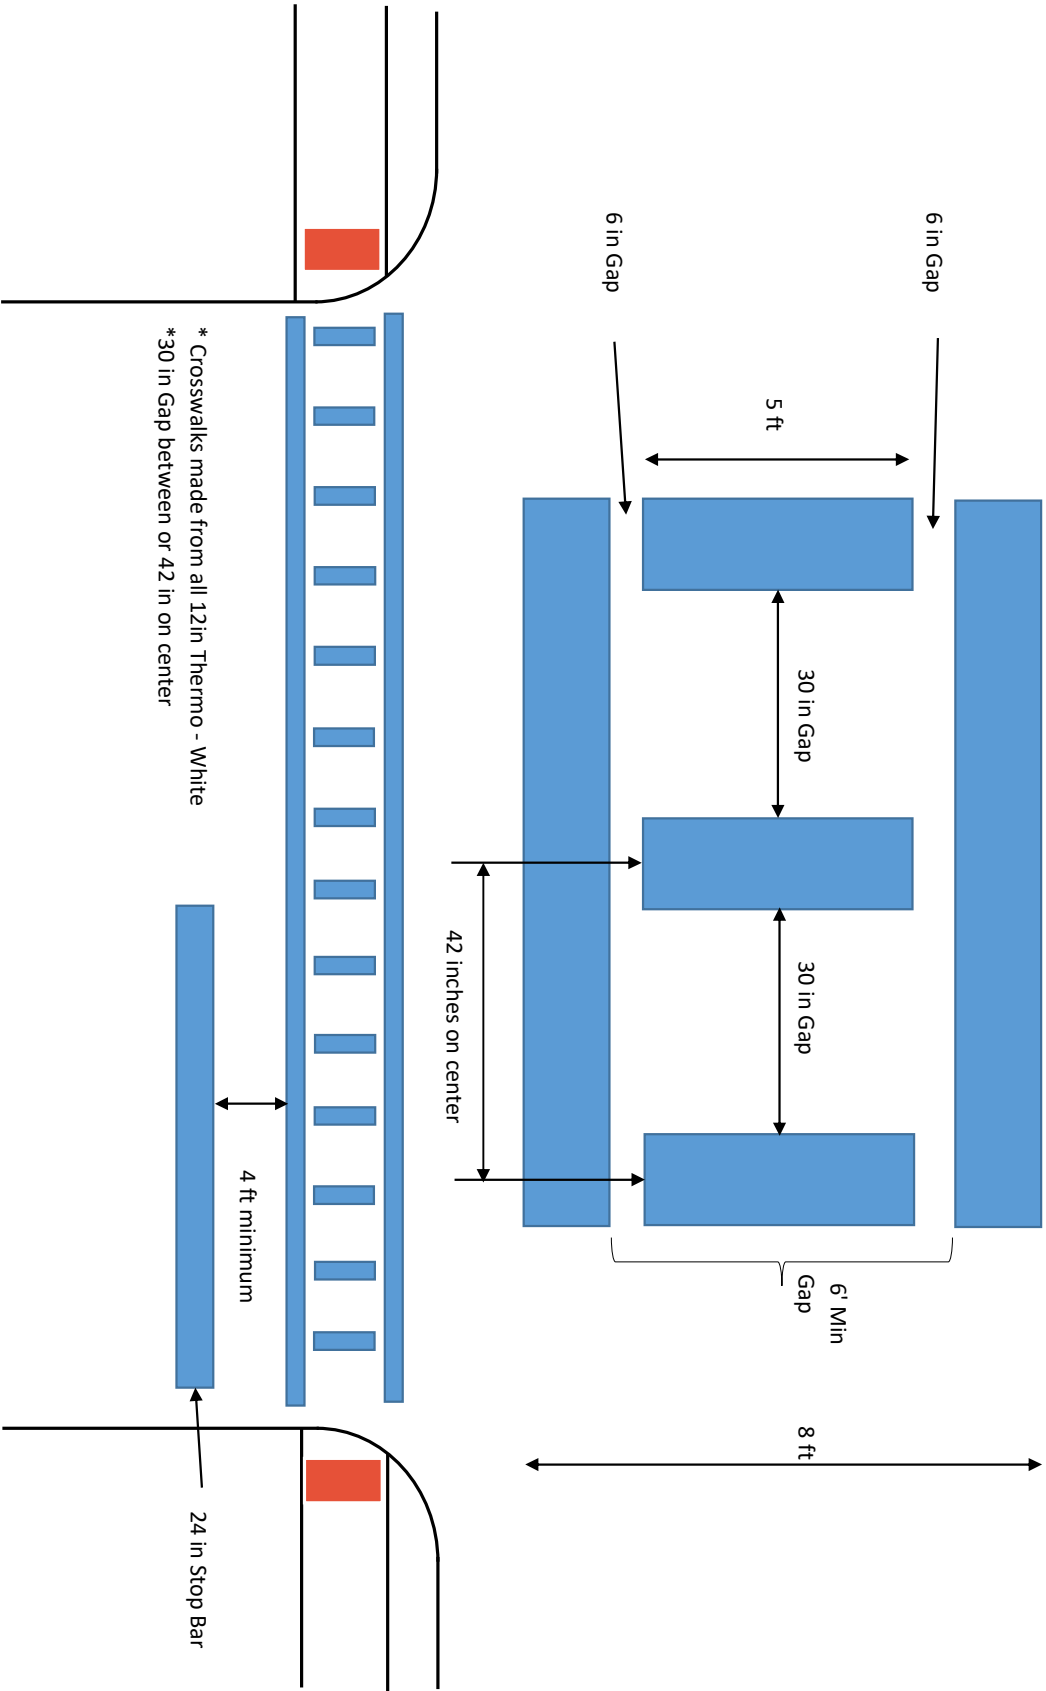 8 ft
6' Min
Gap
6 in Gap
5 ft
30 in Gap
30 in Gap
6 in Gap
42 inches on center
4 ft minimum
* Crosswalks made from all 12in Thermo - White
*30 in Gap between or 42 in on center
24 in Stop Bar